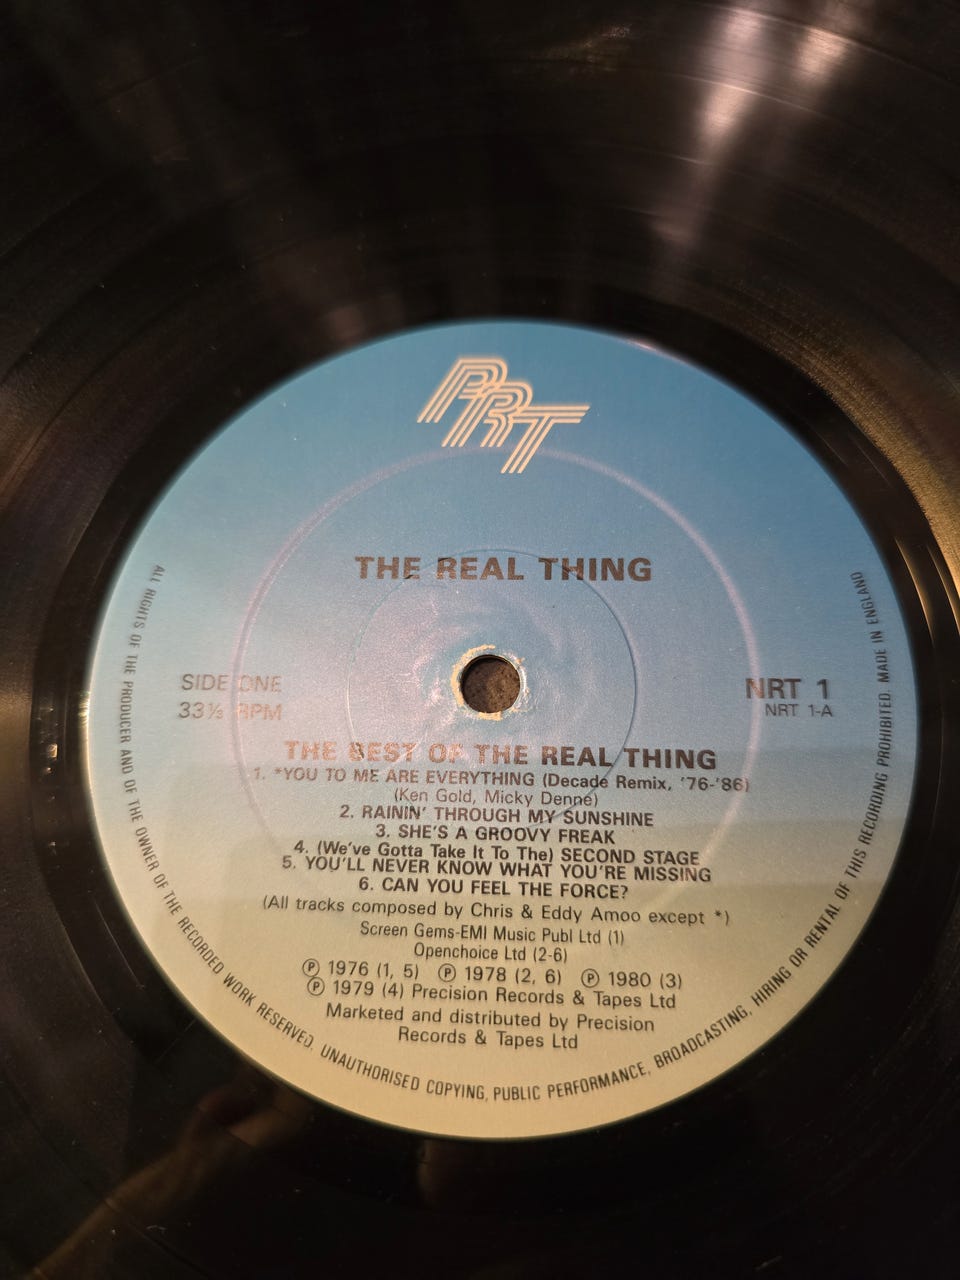 PRT
THE REAL THING
SIDE ONE
33⅓ RPM
NRT 1
NRT 1-A
THE BEST OF THE REAL THING
1. *YOU TO ME ARE EVERYTHING (Decade Remix, '76-'86)
(Ken Gold, Micky Denne)
2. RAININ' THROUGH MY SUNSHINE
3. SHE'S A GROOVY FREAK
4. (We've Gotta Take It To The) SECOND STAGE
5. YOU'LL NEVER KNOW WHAT YOU'RE MISSING
6. CAN YOU FEEL THE FORCE?
(All tracks composed by Chris & Eddy Amoo except *)
Screen Gems-EMI Music Publ Ltd (1)
Openchoice Ltd (2-6)
Ⓟ 1976 (1, 5) Ⓟ 1978 (2, 6) Ⓟ 1980 (3)
Ⓟ 1979 (4) Precision Records & Tapes Ltd
Marketed and distributed by Precision
Records & Tapes Ltd
ALL RIGHTS OF THE PRODUCER AND OF THE OWNER OF THE RECORDED WORK RESERVED. UNAUTHORISED COPYING, PUBLIC PERFORMANCE, BROADCASTING, HIRING OR RENTAL OF THIS RECORDING PROHIBITED. MADE IN ENGLAND